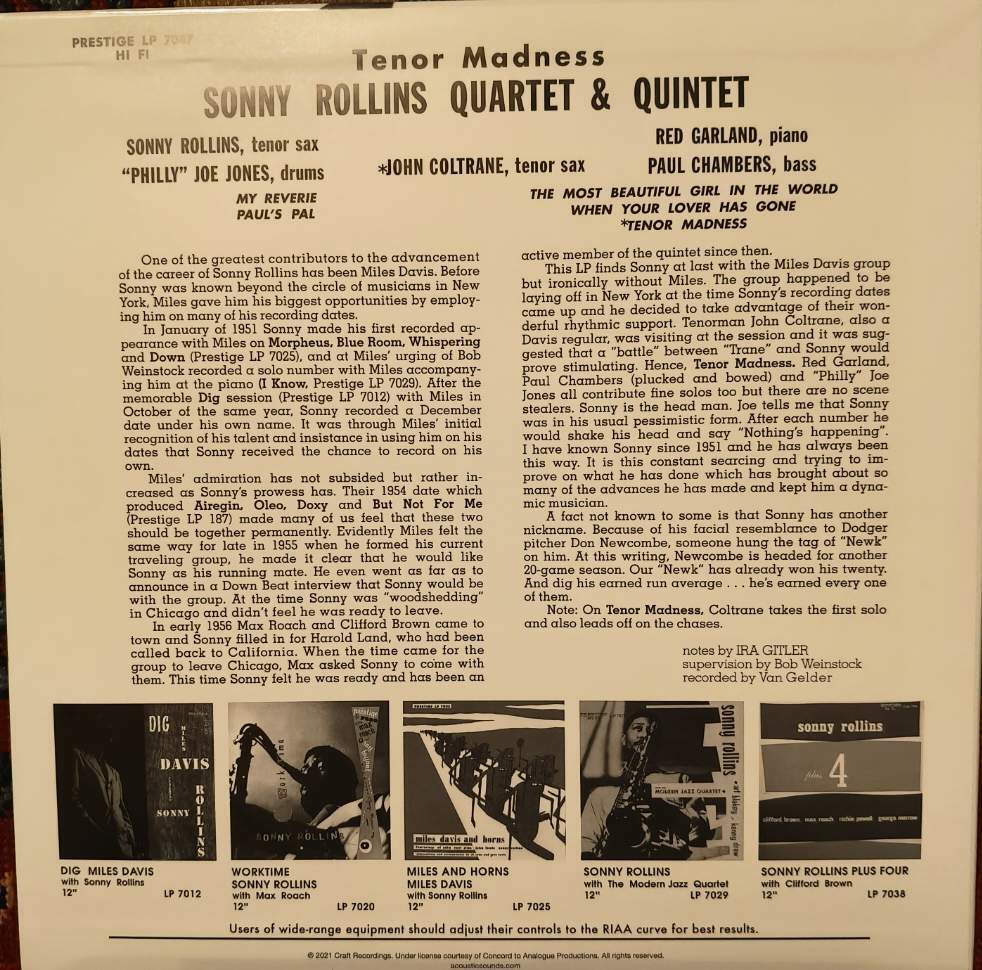 PRESTIGE LP 7047
HI FI
Tenor Madness
SONNY ROLLINS QUARTET & QUINTET
SONNY ROLLINS, tenor sax
"PHILLY" JOE JONES, drums
*JOHN COLTRANE, tenor sax
RED GARLAND, piano
PAUL CHAMBERS, bass
MY REVERIE
PAUL'S PAL
THE MOST BEAUTIFUL GIRL IN THE WORLD
WHEN YOUR LOVER HAS GONE
*TENOR MADNESS
One of the greatest contributors to the advancement
of the career of Sonny Rollins has been Miles Davis. Before
Sonny was known beyond the circle of musicians in New
York, Miles gave him his biggest opportunities by employ-
ing him on many of his recording dates.
In January of 1951 Sonny made his first recorded ap-
pearance with Miles on Morpheus, Blue Room, Whispering
and Down (Prestige LP 7025), and at Miles' urging of Bob
Weinstock recorded a solo number with Miles accompany-
ing him at the piano (I Know, Prestige LP 7029). After the
memorable Dig session (Prestige LP 7012) with Miles in
October of the same year, Sonny recorded a December
date under his own name. It was through Miles' initial
recognition of his talent and insistance in using him on his
dates that Sonny received the chance to record on his
own.
Miles' admiration has not subsided but rather in-
creased as Sonny's prowess has. Their 1954 date which
produced Airegin, Oleo, Doxy and But Not For Me
(Prestige LP 187) made many of us feel that these two
should be together permanently. Evidently Miles felt the
same way for late in 1955 when he formed his current
traveling group, he made it clear that he would like
Sonny as his running mate. He even went as far as to
announce in a Down Beat interview that Sonny would be
with the group. At the time Sonny was "woodshedding"
in Chicago and didn't feel he was ready to leave.
In early 1956 Max Roach and Clifford Brown came to
town and Sonny filled in for Harold Land, who had been
called back to California. When the time came for the
group to leave Chicago, Max asked Sonny to come with
them. This time Sonny felt he was ready and has been an
active member of the quintet since then.
This LP finds Sonny at last with the Miles Davis group
but ironically without Miles. The group happened to be
laying off in New York at the time Sonny's recording dates
came up and he decided to take advantage of their won-
derful rhythmic support. Tenorman John Coltrane, also a
Davis regular, was visiting at the session and it was sug-
gested that a "battle" between "Trane" and Sonny would
prove stimulating. Hence, Tenor Madness. Red Garland,
Paul Chambers (plucked and bowed) and "Philly" Joe
Jones all contribute fine solos too but there are no scene
stealers. Sonny is the head man. Joe tells me that Sonny
was in his usual pessimistic form. After each number he
would shake his head and say "Nothing's happening".
I have known Sonny since 1951 and he has always been
this way. It is this constant searcing and trying to im-
prove on what he has done which has brought about so
many of the advances he has made and kept him a dyna-
mic musician.
A fact not known to some is that Sonny has another
nickname. Because of his facial resemblance to Dodger
pitcher Don Newcombe, someone hung the tag of "Newk"
on him. At this writing, Newcombe is headed for another
20-game season. Our "Newk" has already won his twenty.
And dig his earned run average . . . he's earned every one
of them.
Note: On Tenor Madness, Coltrane takes the first solo
and also leads off on the chases.
notes by IRA GITLER
supervision by Bob Weinstock
recorded by Van Gelder
DIG
MILES
DAVIS
SONNY
ROLLINS
prestige
SONNY ROLLINS
miles davis and horns
sonny rollins
MODERN JAZZ QUARTET
art blakey, kenny drew
sonny rollins
plus 4
clifford brown, max roach, richie powell, george morrow
DIG MILES DAVIS
with Sonny Rollins
12" LP 7012
WORKTIME
SONNY ROLLINS
with Max Roach
12" LP 7020
MILES AND HORNS
MILES DAVIS
with Sonny Rollins
12" LP 7025
SONNY ROLLINS
with The Modern Jazz Quartet
12" LP 7029
SONNY ROLLINS PLUS FOUR
with Clifford Brown
12" LP 7038
Users of wide-range equipment should adjust their controls to the RIAA curve for best results.
℗ 2021 Craft Recordings. Under license courtesy of Concord to Analogue Productions. All rights reserved.
acousticsounds.com